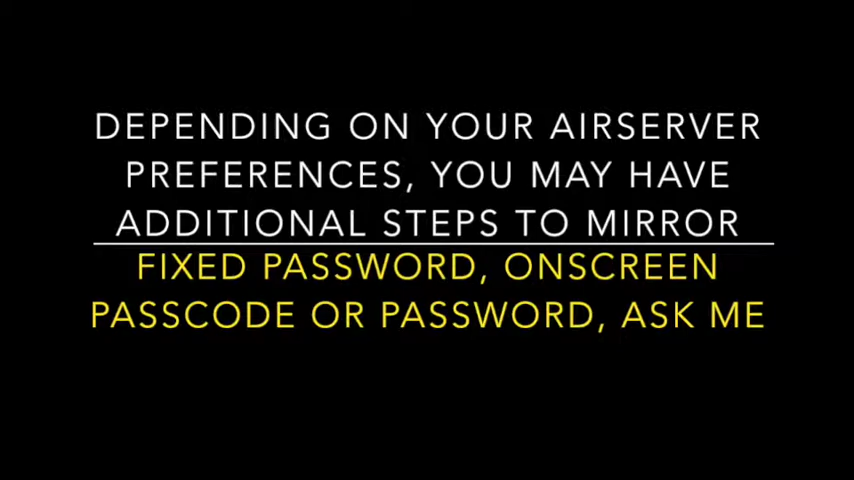 DEPENDING ON YOUR AIRSERVER
PREFERENCES, YOU MAY HAVE
ADDITIONAL STEPS TO MIRROR
FIXED PASSWORD, ONSCREEN
PASSCODE OR PASSWORD, ASK ME